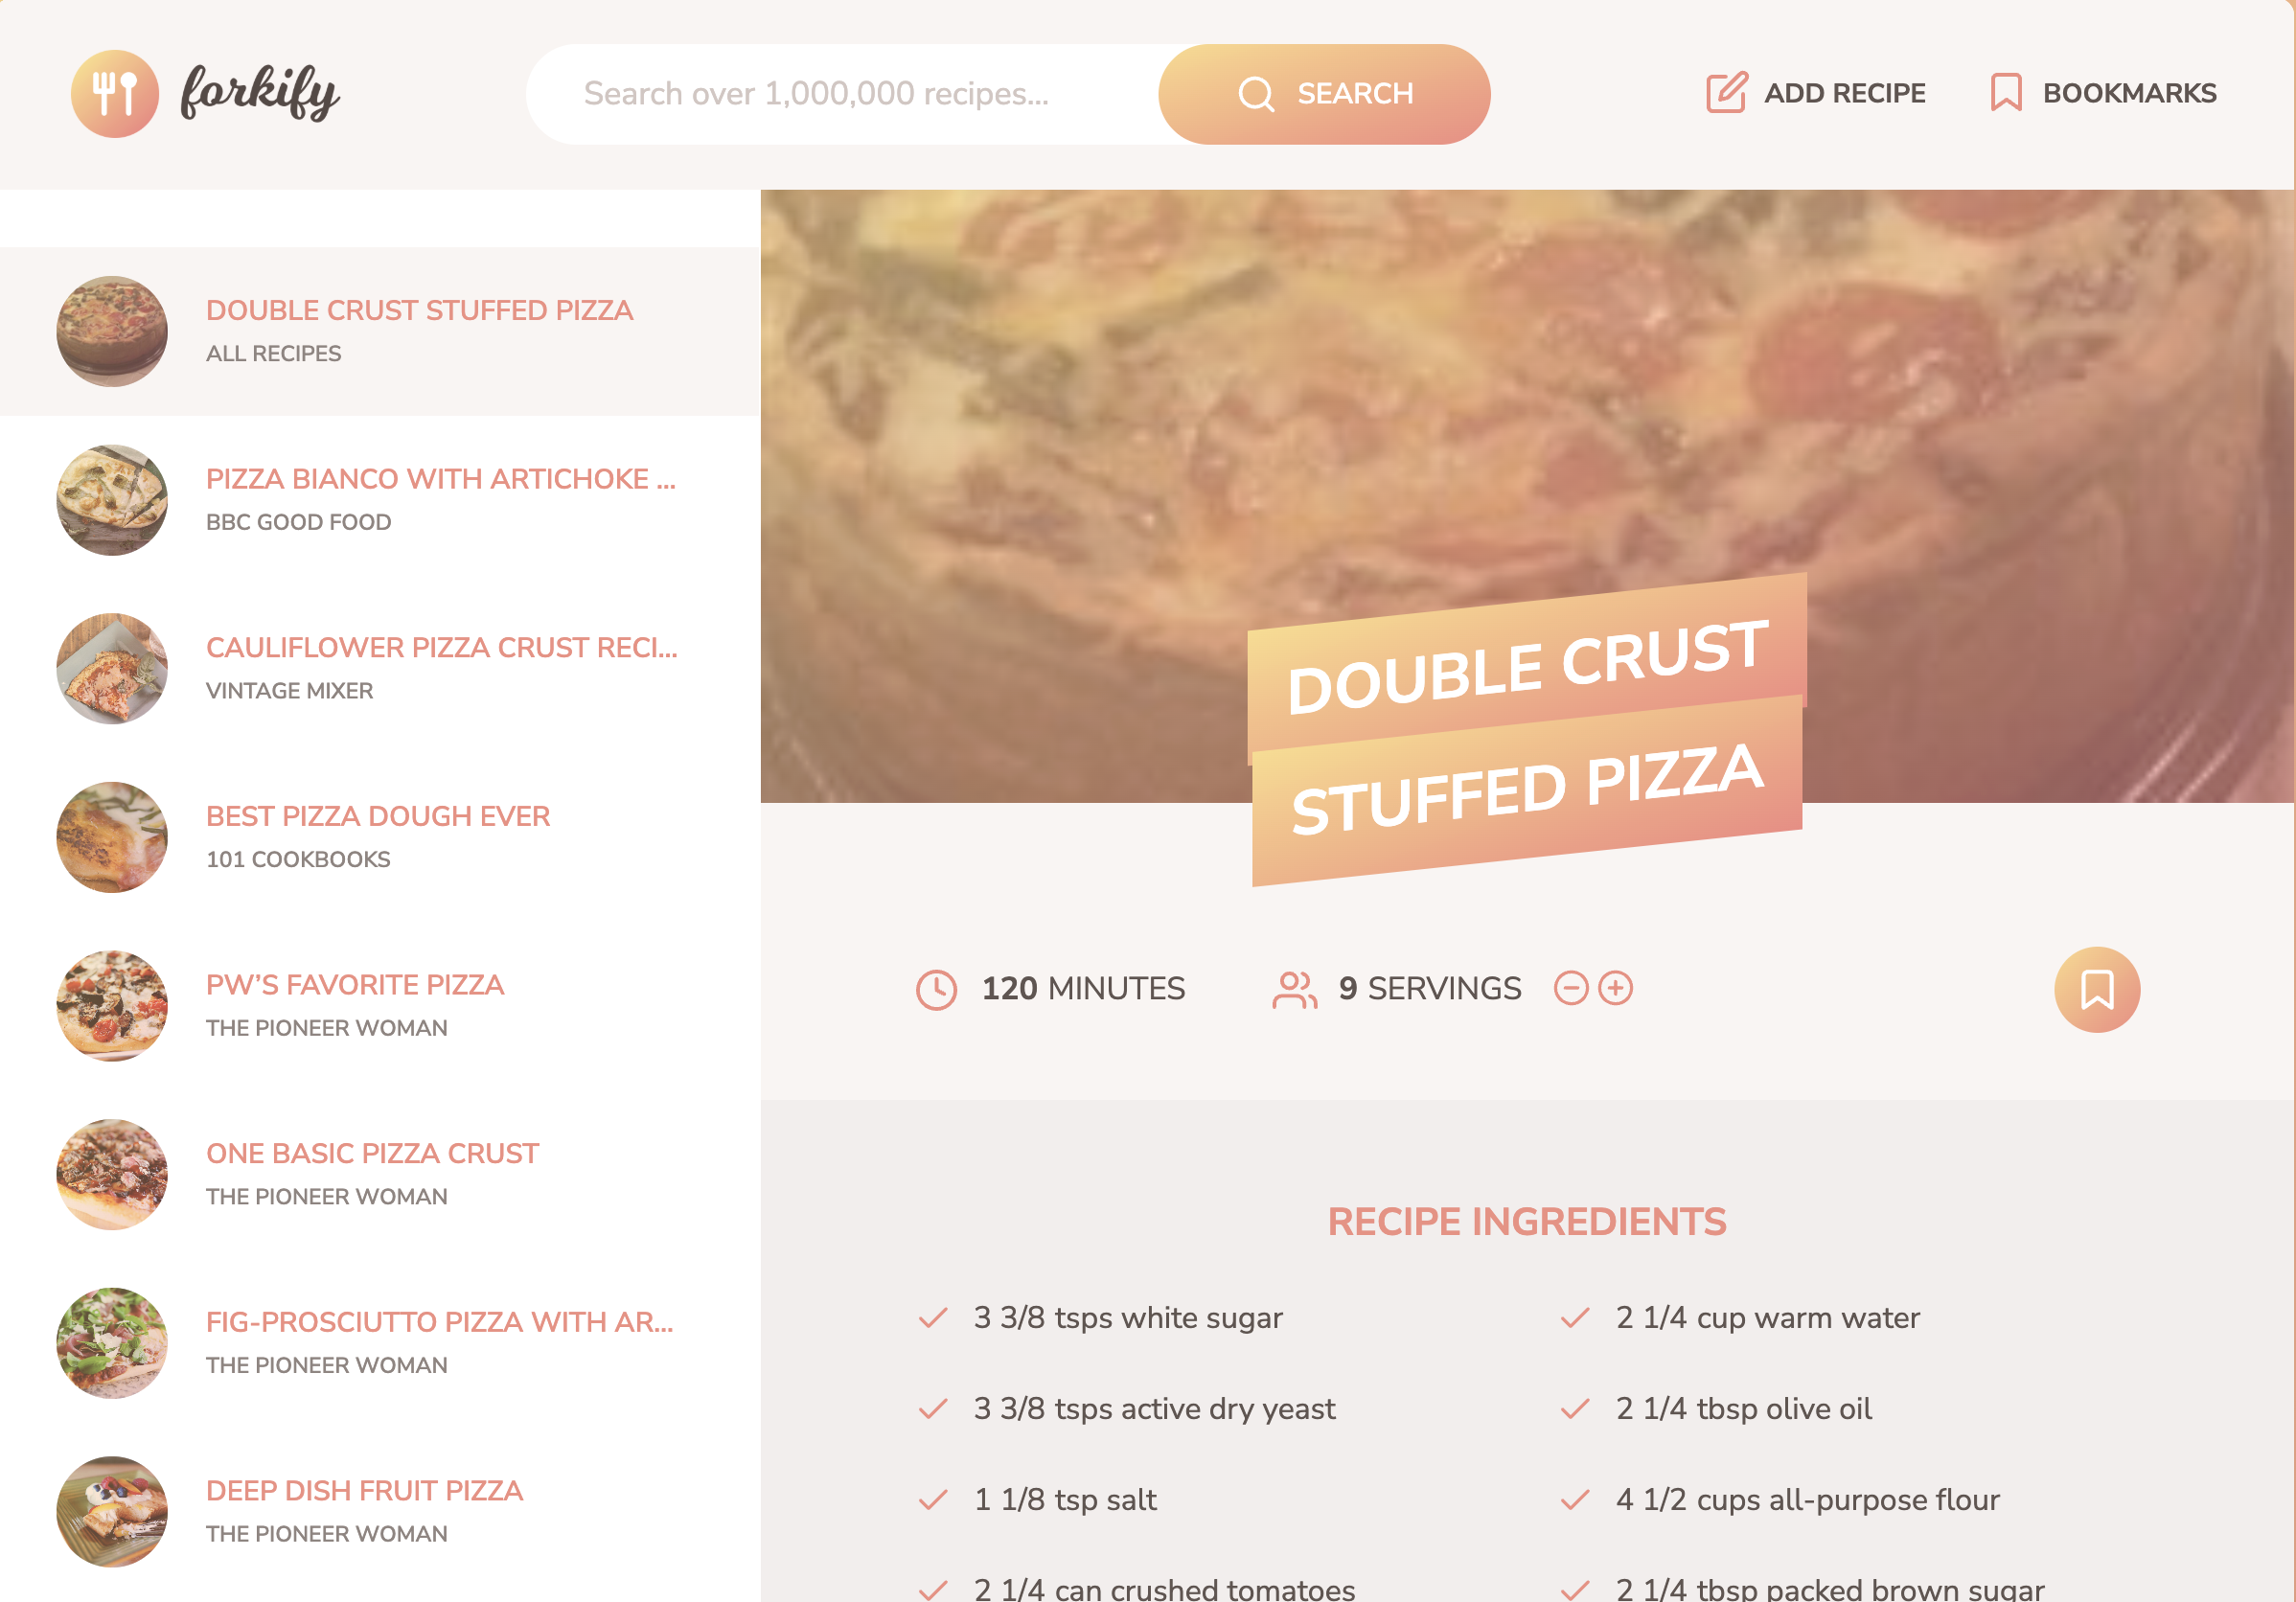 forkify
Search over 1,000,000 recipes...
SEARCH
ADD RECIPE
BOOKMARKS
DOUBLE CRUST STUFFED PIZZA
ALL RECIPES
PIZZA BIANCO WITH ARTICHOKE ...
BBC GOOD FOOD
CAULIFLOWER PIZZA CRUST RECI...
VINTAGE MIXER
BEST PIZZA DOUGH EVER
101 COOKBOOKS
PW'S FAVORITE PIZZA
THE PIONEER WOMAN
ONE BASIC PIZZA CRUST
THE PIONEER WOMAN
FIG-PROSCIUTTO PIZZA WITH AR...
THE PIONEER WOMAN
DEEP DISH FRUIT PIZZA
THE PIONEER WOMAN
DOUBLE CRUST
STUFFED PIZZA
120 MINUTES
9 SERVINGS
RECIPE INGREDIENTS
3 3/8 tsps white sugar
2 1/4 cup warm water
3 3/8 tsps active dry yeast
2 1/4 tbsp olive oil
1 1/8 tsp salt
4 1/2 cups all-purpose flour
2 1/4 can crushed tomatoes
2 1/4 tbsp packed brown sugar